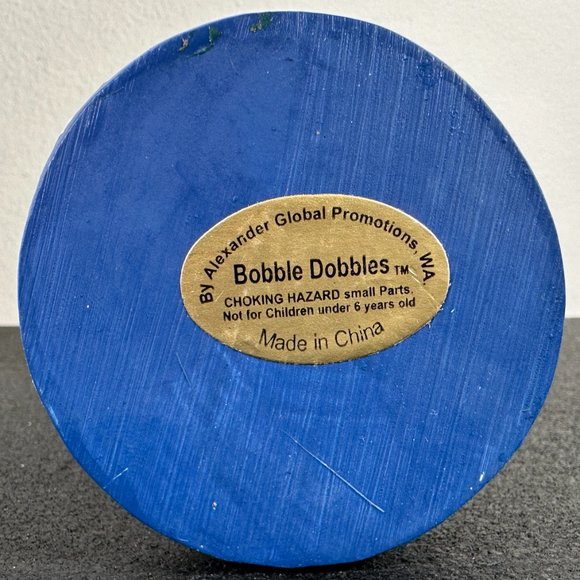 By Alexander Global Promotions, WA.
Bobble Dobbles TM
CHOKING HAZARD small Parts.
Not for Children under 6 years old
Made in China